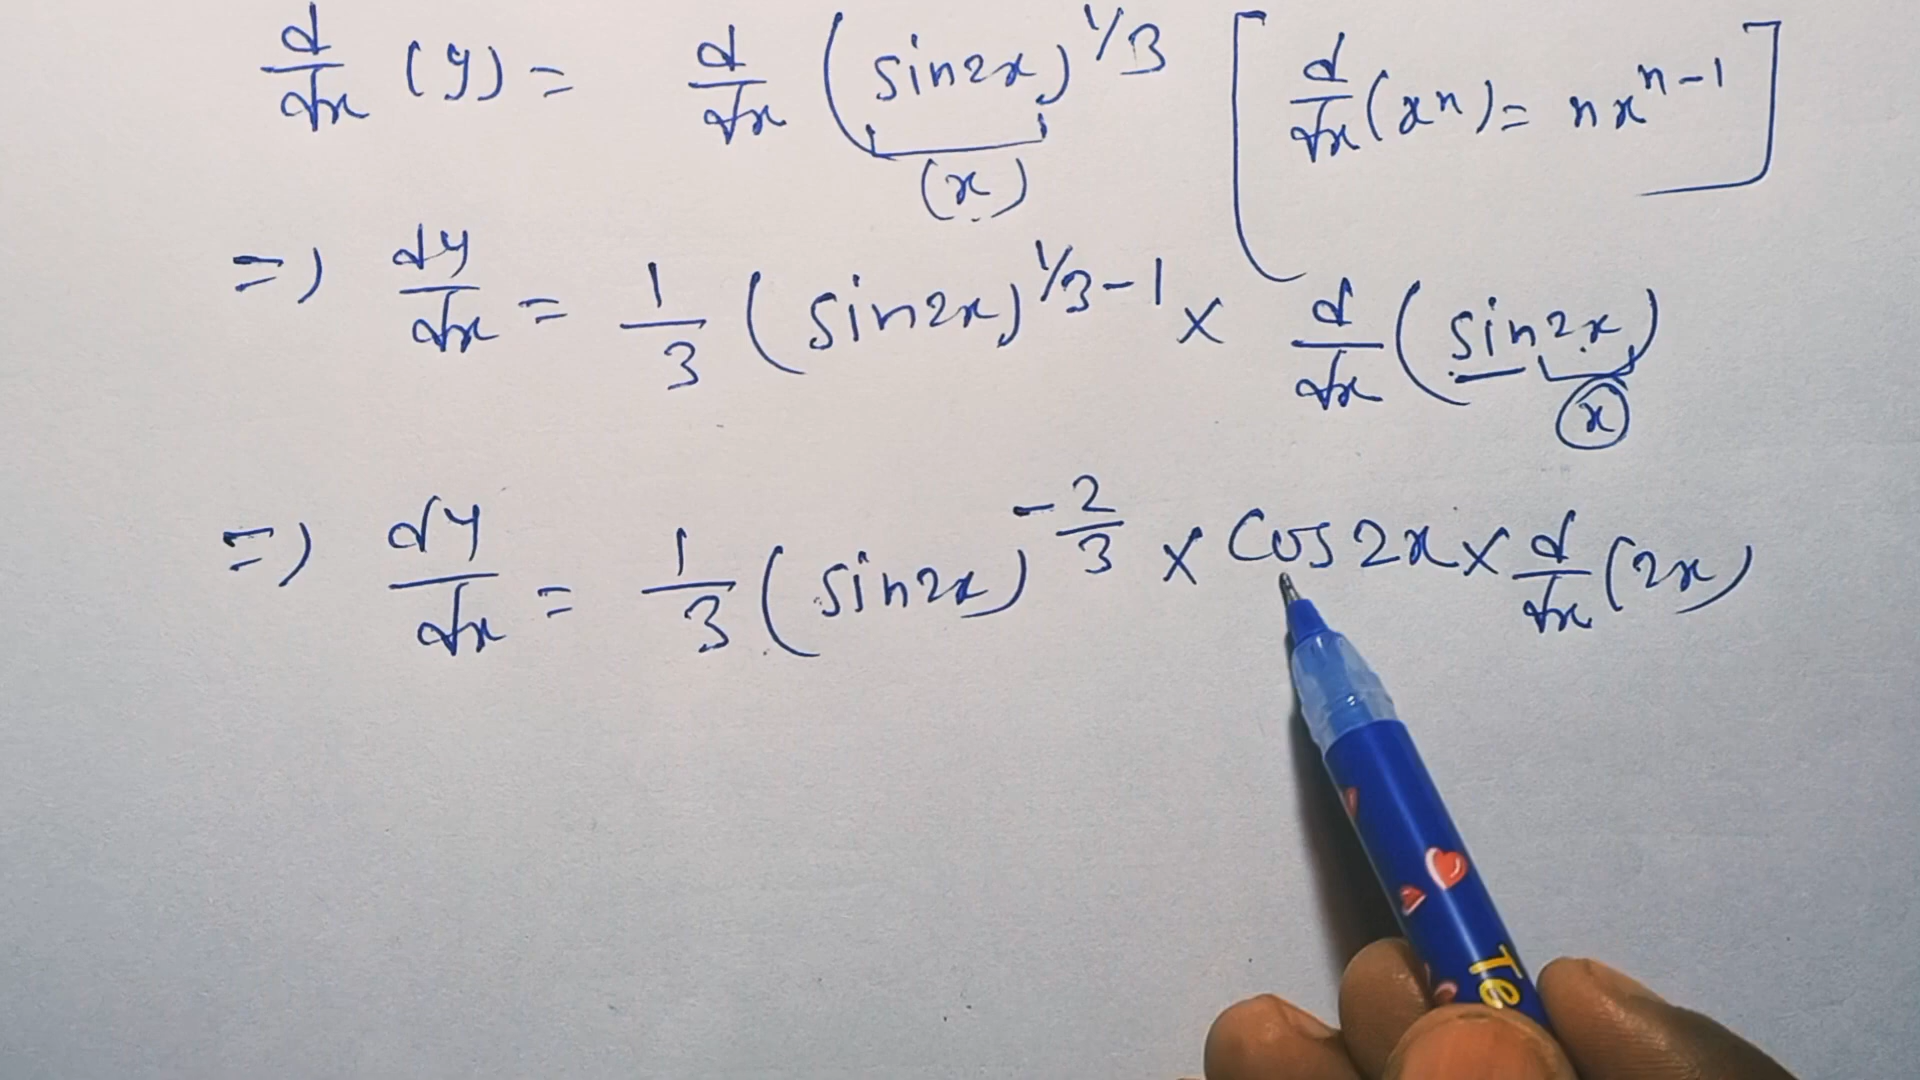 d/dx (y) = d/dx (sin2x)^1/3 [d/dx (x^n) = nx^n-1]
(x)
=> dy/dx = 1/3 (sin2x)^1/3-1 × d/dx (sin2x)
x
=> dy/dx = 1/3 (sin2x)^-2/3 × Cos2x × d/dx (2x)
Te